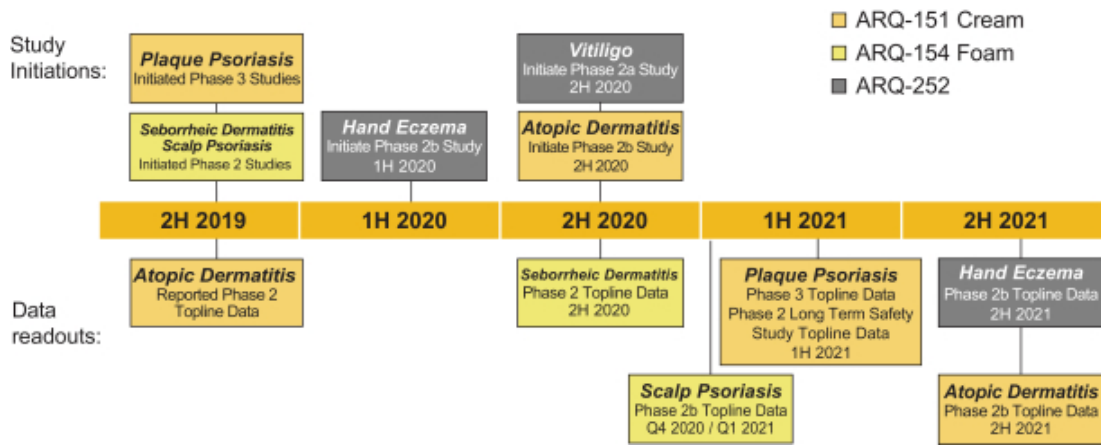 Study
Initiations:
Plaque Psoriasis
Initiated Phase 3 Studies
Seborrheic Dermatitis
Scalp Psoriasis
Initiated Phase 2 Studies
Hand Eczema
Initiate Phase 2b Study
1H 2020
Vitiligo
Initiate Phase 2a Study
2H 2020
Atopic Dermatitis
Initiate Phase 2b Study
2H 2020
ARQ-151 Cream
ARQ-154 Foam
ARQ-252
2H 2019
1H 2020
2H 2020
1H 2021
2H 2021
Data
readouts:
Atopic Dermatitis
Reported Phase 2
Topline Data
Seborrheic Dermatitis
Phase 2 Topline Data
2H 2020
Scalp Psoriasis
Phase 2b Topline Data
Q4 2020 / Q1 2021
Plaque Psoriasis
Phase 3 Topline Data
Phase 2 Long Term Safety
Study Topline Data
1H 2021
Hand Eczema
Phase 2b Topline Data
2H 2021
Atopic Dermatitis
Phase 2b Topline Data
2H 2021